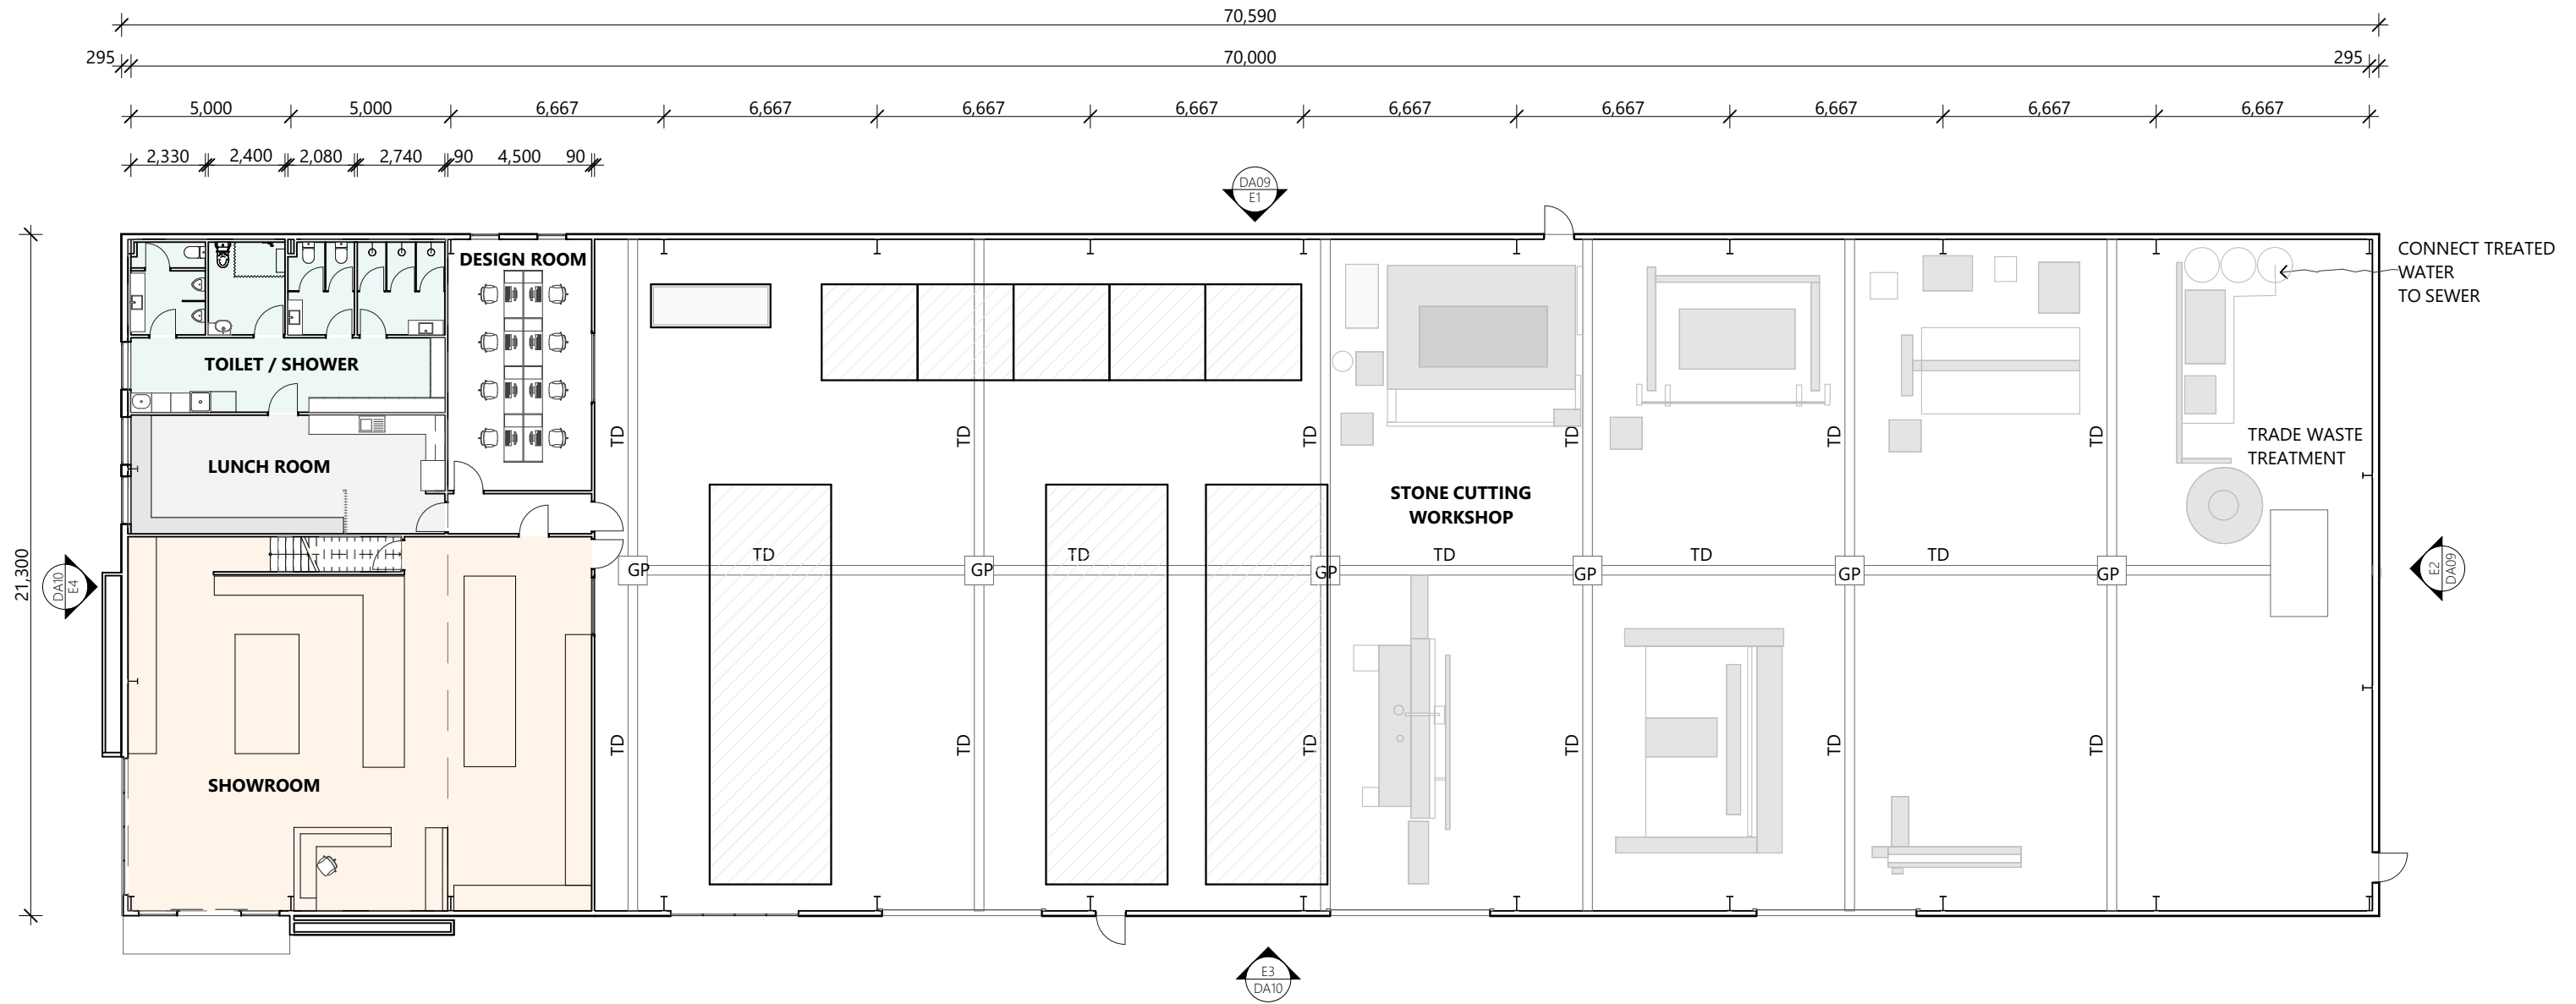 70,590
295
70,000
295
5,000
5,000
6,667
6,667
6,667
6,667
6,667
6,667
6,667
6,667
6,667
2,330
2,400
2,080
2,740
90
4,500
90
DA09
E1
21,300
DESIGN ROOM
CONNECT TREATED
WATER
TO SEWER
TOILET / SHOWER
TD
TD
TD
TD
TD
TD
TRADE WASTE
TREATMENT
LUNCH ROOM
STONE CUTTING
WORKSHOP
TD
TD
TD
TD
TD
GP
GP
GP
GP
GP
GP
DA10
E4
E2
DA09
TD
TD
TD
TD
TD
TD
SHOWROOM
E3
DA10